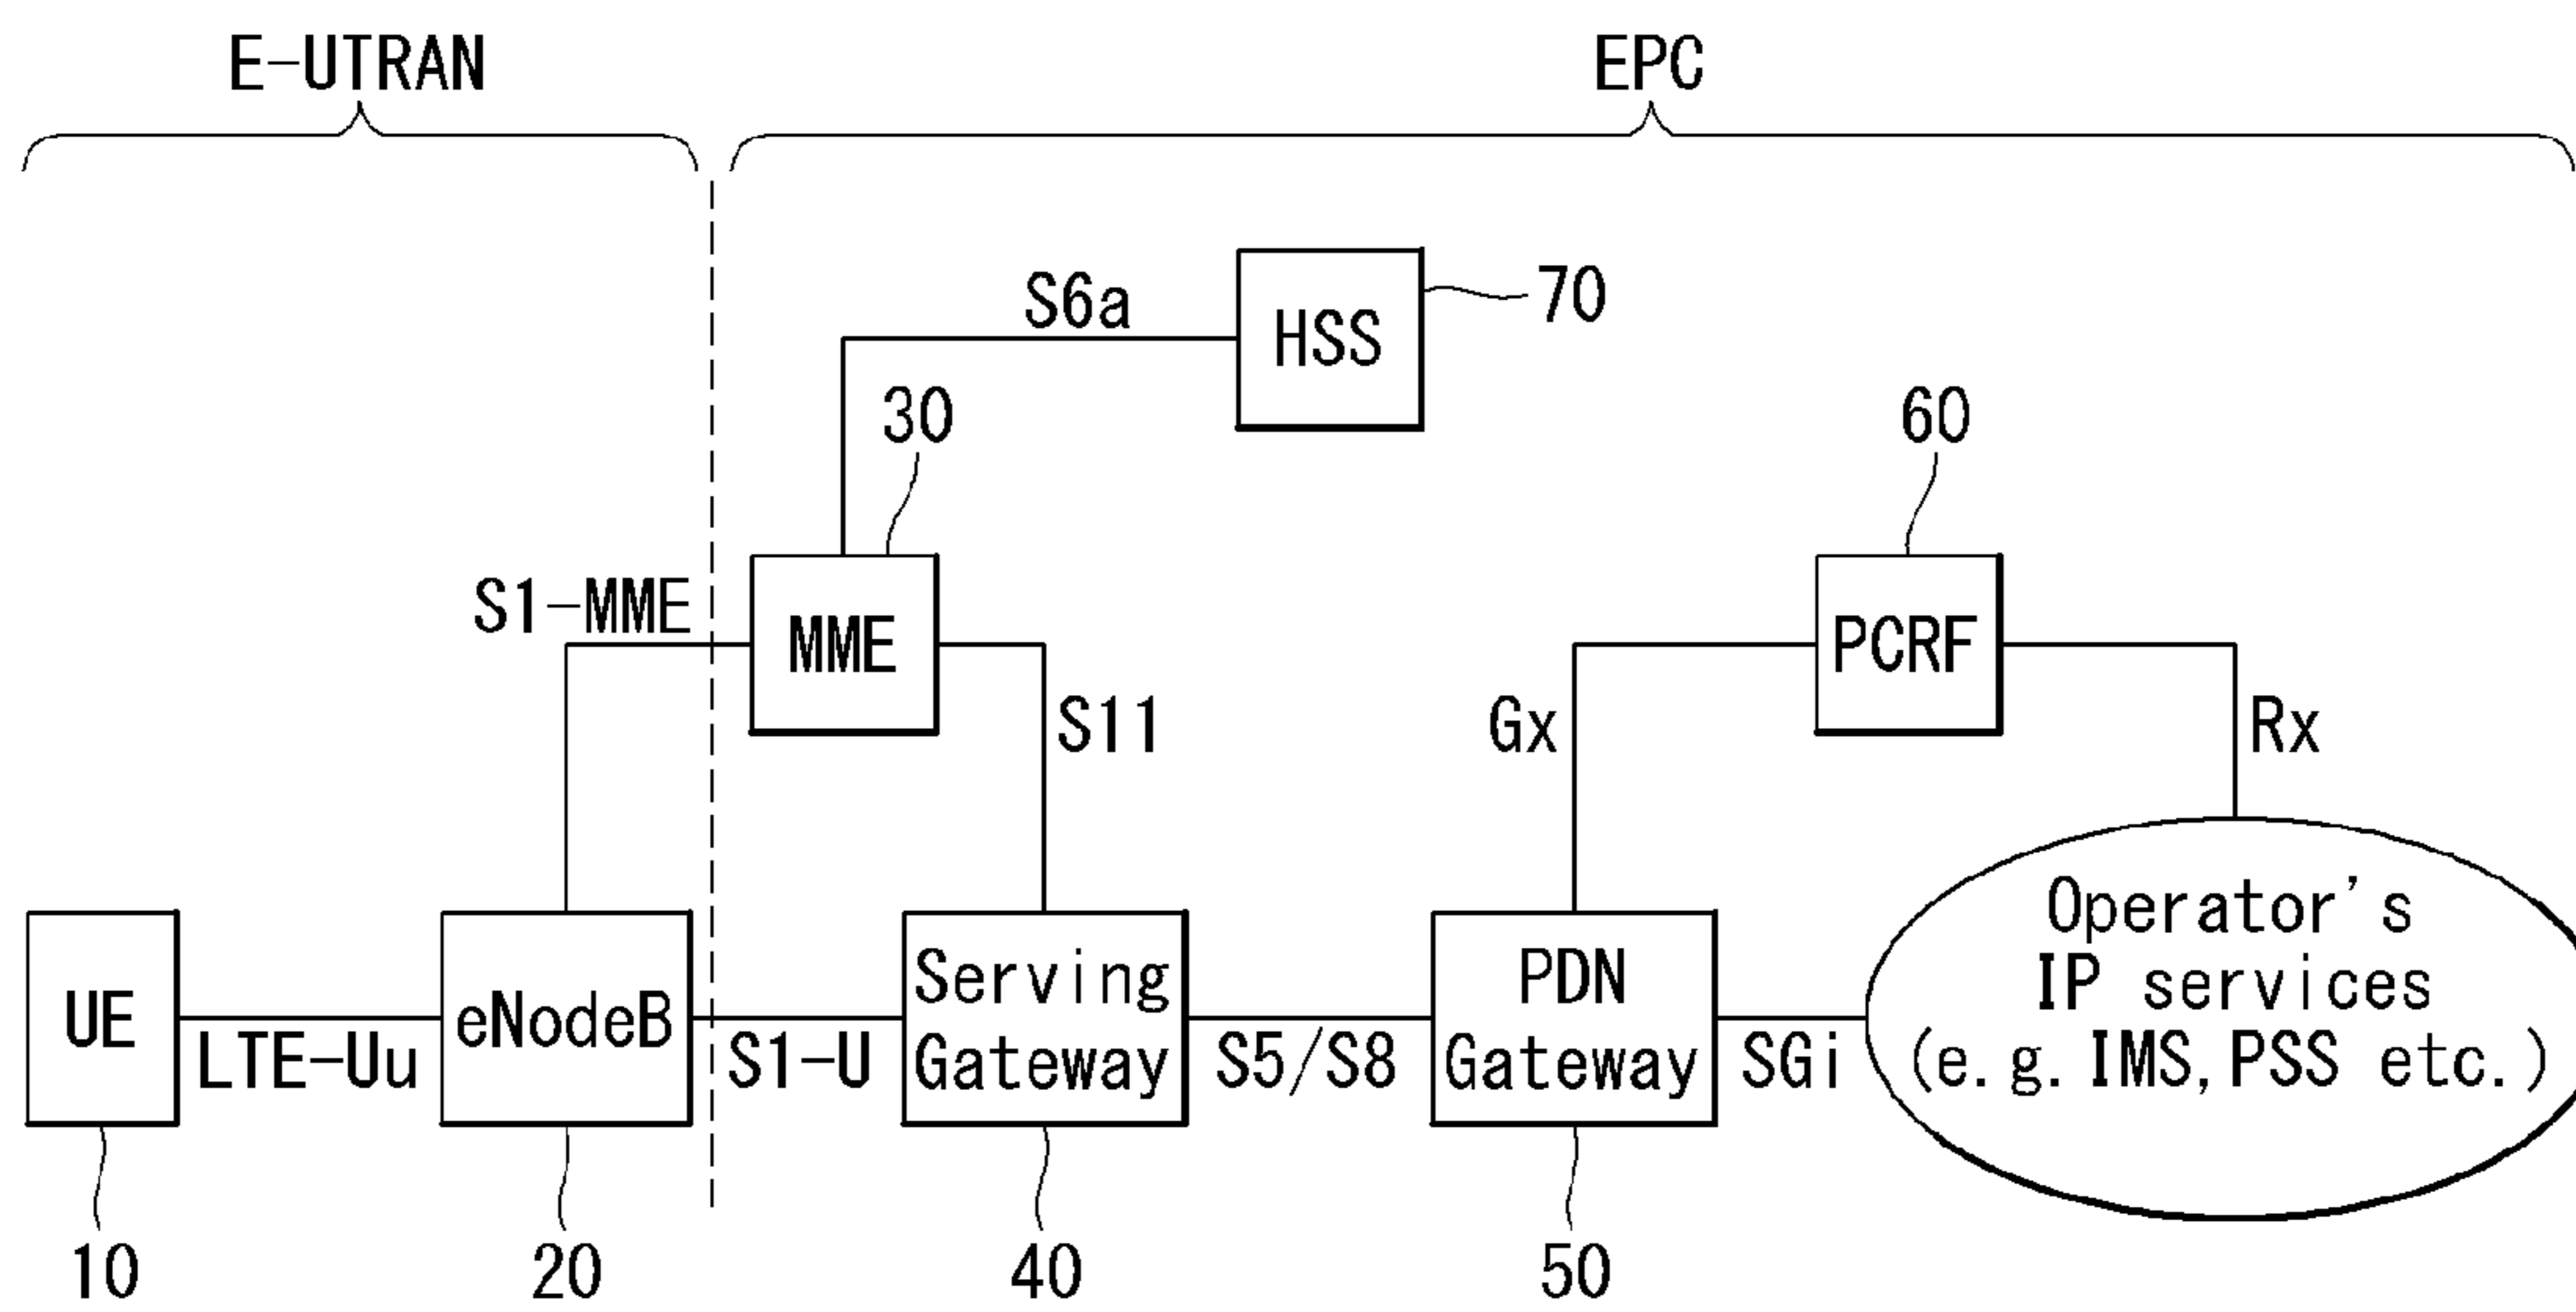 E-UTRAN
EPC
S6a
HSS
70
30
60
S1-MME
MME
PCRF
S11
Gx
Rx
UE
LTE-Uu
eNodeB
S1-U
Serving
Gateway
S5/S8
PDN
Gateway
SGi
Operator's
IP services
(e.g. IMS, PSS etc.)
10
20
40
50